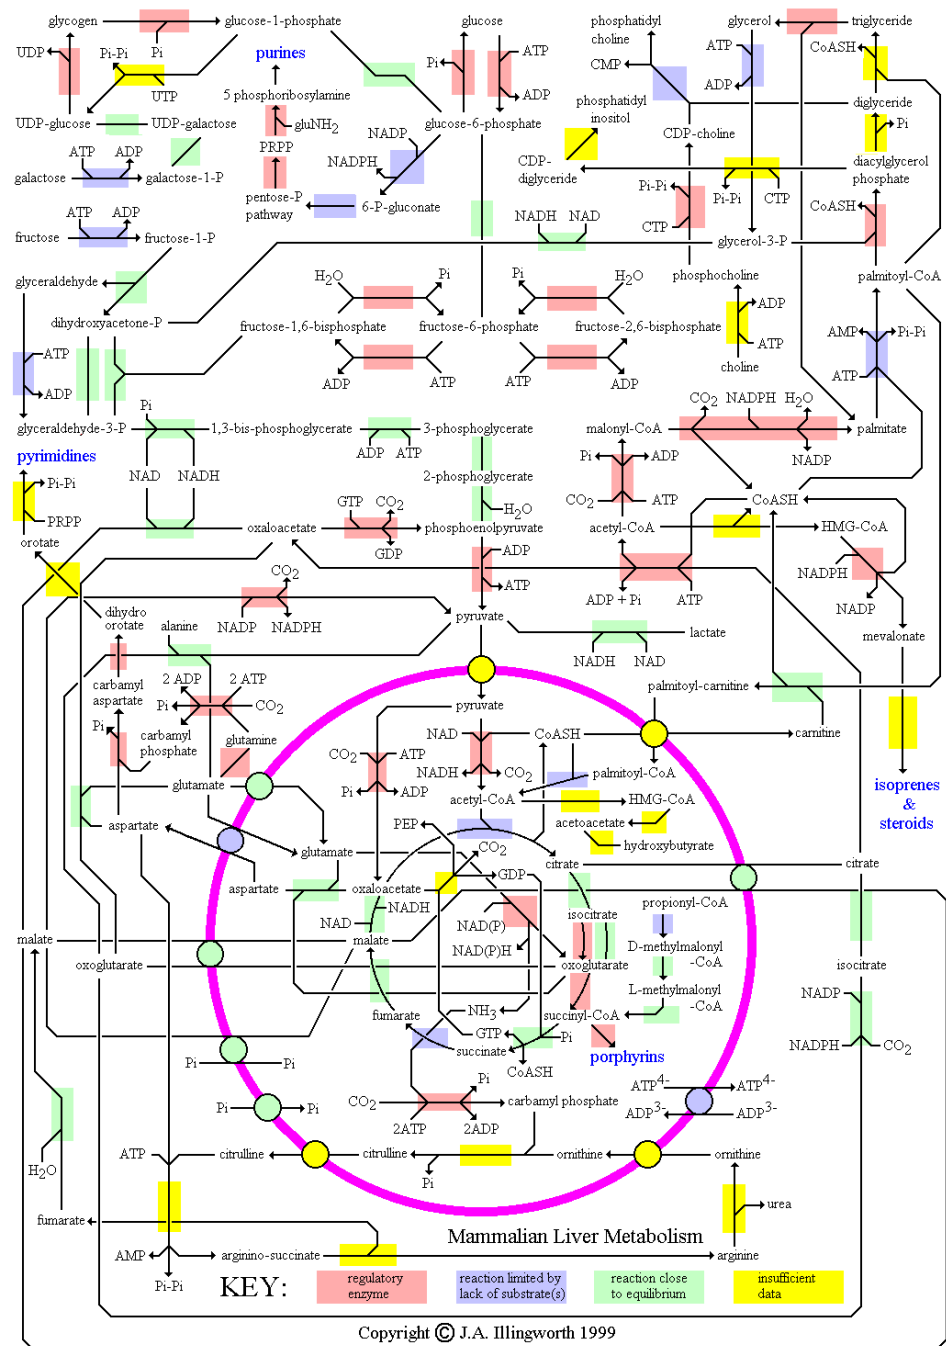 glycogen
glucose-1-phosphate
glucose
phosphatidyl
choline
glycerol
triglyceride
UDP
Pi-Pi
Pi
purines
Pi
ATP
CMP
ATP
CoASH
UTP
ADP
ADP
5 phosphoribosylamine
phosphatidyl
inositol
diglyceride
UDP-glucose
UDP-galactose
gluNH2
glucose-6-phosphate
Pi
ATP
ADP
PRPP
NADP
CDP-choline
galactose
galactose-1-P
NADPH
CDP-
diglyceride
diacylglycerol
phosphate
pentose-P
pathway
6-P-gluconate
Pi-Pi
Pi-Pi
CTP
ATP
ADP
NADH
NAD
CTP
CoASH
fructose
fructose-1-P
glycerol-3-P
glyceraldehyde
H2O
Pi
Pi
H2O
phosphocholine
palmitoyl-CoA
dihydroxyacetone-P
fructose-1,6-bisphosphate
fructose-6-phosphate
fructose-2,6-bisphosphate
ADP
ATP
AMP
Pi-Pi
ATP
choline
ATP
ADP
ADP
ATP
ATP
ADP
CO2
NADPH
H2O
glyceraldehyde-3-P
Pi
1,3-bis-phosphoglycerate
3-phosphoglycerate
malonyl-CoA
palmitate
pyrimidines
ADP
ATP
Pi
ADP
NADP
Pi-Pi
NAD
NADH
2-phosphoglycerate
CO2
ATP
CoASH
PRPP
GTP
CO2
H2O
orotate
oxaloacetate
phosphoenolpyruvate
acetyl-CoA
HMG-CoA
GDP
ADP
CO2
ATP
NADPH
ADP + Pi
ATP
NADP
dihydro
orotate
alanine
NADP
NADPH
pyruvate
lactate
mevalonate
NADH
NAD
carbamyl
aspartate
2 ADP
2 ATP
palmitoyl-carnitine
Pi
CO2
pyruvate
Pi
carbamyl
phosphate
glutamine
NAD
CoASH
carnitine
CO2
ATP
NADH
CO2
palmitoyl-CoA
isoprenes
&
steroids
glutamate
Pi
ADP
acetyl-CoA
HMG-CoA
aspartate
PEP
acetoacetate
glutamate
CO2
hydroxybutyrate
citrate
citrate
aspartate
oxaloacetate
GDP
NADH
propionyl-CoA
NAD
NAD(P)
isocitrate
malate
malate
NAD(P)H
D-methylmalonyl
-CoA
oxoglutarate
oxoglutarate
isocitrate
L-methylmalonyl
-CoA
NADP
fumarate
NH3
succinyl-CoA
GTP
Pi
NADPH
CO2
succinate
porphyrins
Pi
Pi
CoASH
Pi
ATP4-
ATP4-
Pi
Pi
CO2
carbamyl phosphate
ADP3-
ADP3-
2ATP
2ADP
ATP
citrulline
citrulline
ornithine
ornithine
H2O
Pi
urea
fumarate
Mammalian Liver Metabolism
AMP
arginino-succinate
arginine
Pi-Pi
KEY:
regulatory
enzyme
reaction limited by
lack of substrate(s)
reaction close
to equilibrium
insufficient
data
Copyright © J.A. Illingworth 1999